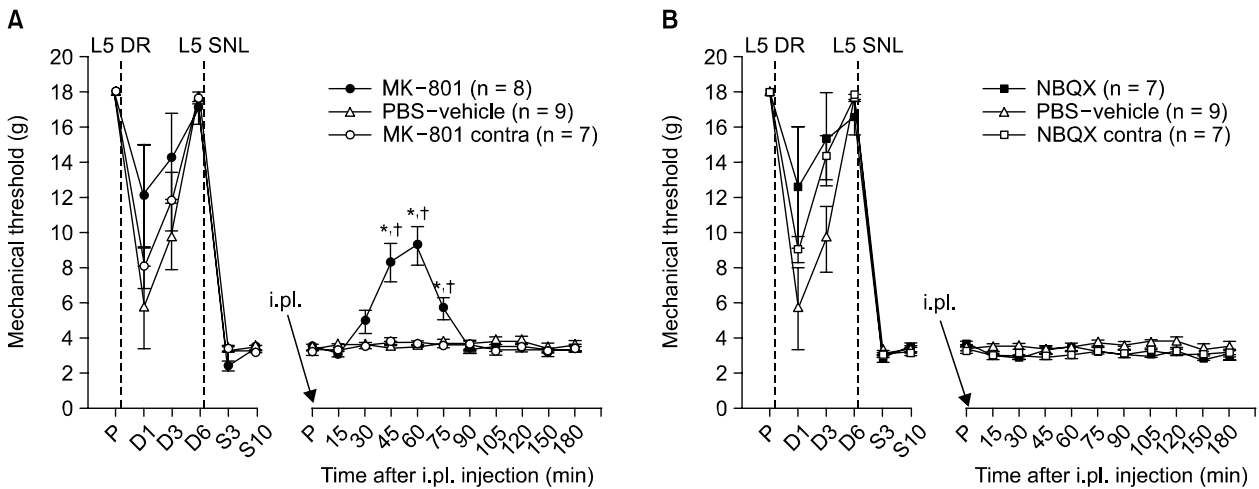 A
L5 DR L5 SNL
Mechanical threshold (g)
20
18
16
14
12
10
8
6
4
2
0
MK−801 (n = 8)
PBS−vehicle (n = 9)
MK−801 contra (n = 7)
*,† *,† *,†
i.pl.
P D1 D3 D6 S3 S10
P 15 30 45 60 75 90 105 120 150 180
Time after i.pl. injection (min)
B
L5 DR L5 SNL
Mechanical threshold (g)
20
18
16
14
12
10
8
6
4
2
0
NBQX (n = 7)
PBS−vehicle (n = 9)
NBQX contra (n = 7)
i.pl.
P D1 D3 D6 S3 S10
P 15 30 45 60 75 90 105 120 150 180
Time after i.pl. injection (min)